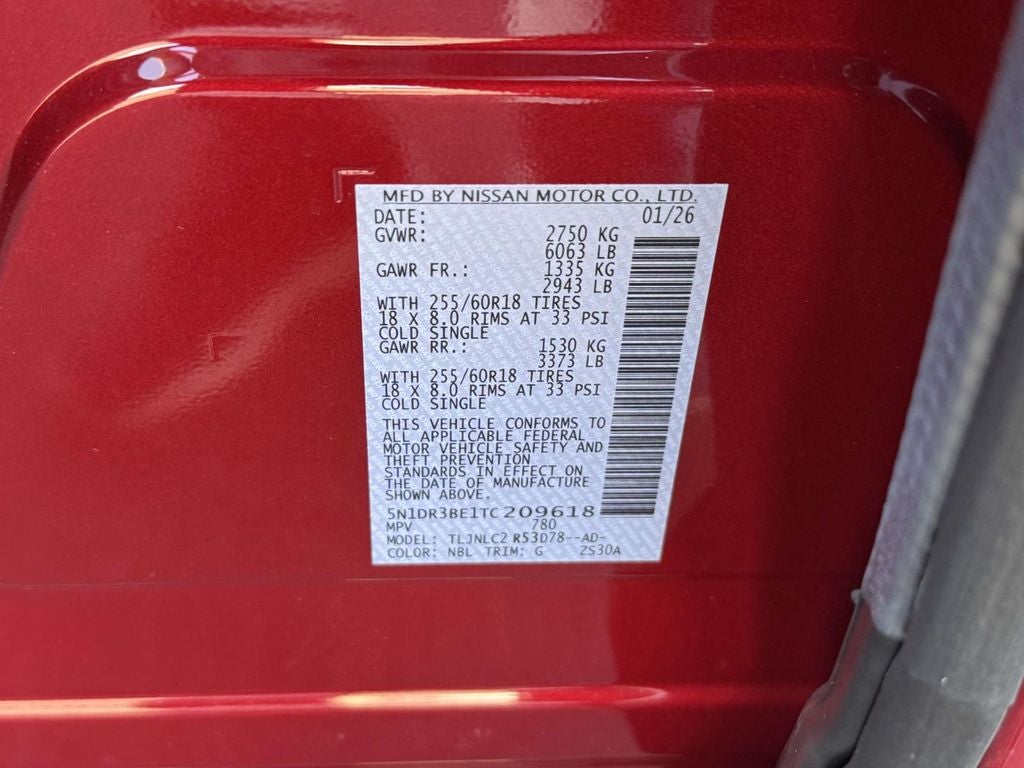 MFD BY NISSAN MOTOR CO., LTD.
DATE: 01/26
GVWR: 2750 KG
6063 LB
GAWR FR.: 1335 KG
2943 LB
WITH 255/60R18 TIRES
18 X 8.0 RIMS AT 33 PSI
COLD SINGLE
GAWR RR.: 1530 KG
3373 LB
WITH 255/60R18 TIRES
18 X 8.0 RIMS AT 33 PSI
COLD SINGLE
THIS VEHICLE CONFORMS TO
ALL APPLICABLE FEDERAL
MOTOR VEHICLE SAFETY AND
THEFT PREVENTION
STANDARDS IN EFFECT ON
THE DATE OF MANUFACTURE
SHOWN ABOVE.
5N1DR3BE1TC209618
MPV 780
MODEL: TLJNLC2 R53D78--AD-
COLOR: NBL TRIM: G ZS30A